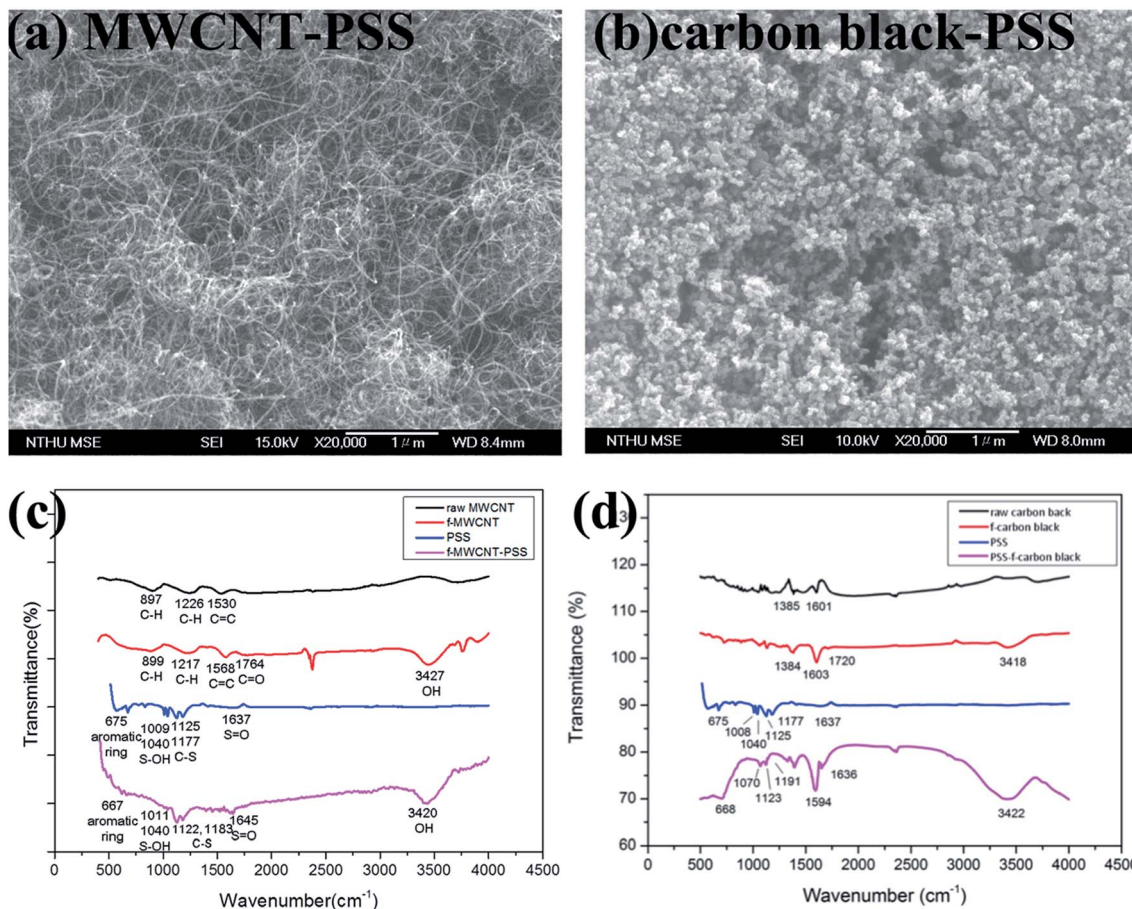 (a) MWCNT-PSS
NTHU MSE SEI 15.0kV X20,000 1μm WD 8.4mm
(b)carbon black-PSS
NTHU MSE SEI 10.0kV X20,000 1μm WD 8.0mm
(c)
raw MWCNT
f-MWCNT
PSS
f-MWCNT-PSS
897
C-H
1226
C-H
1530
C=C
899
C-H
1217
C-H
1568
C=C
1764
C=O
3427
OH
675
aromatic
ring
1009
1040
S-OH
1125
1177
C-S
1637
S=O
667
aromatic
ring
1011
1040
S-OH
1122, 1183
C-S
1645
S=O
3420
OH
Transmittance(%)
0 500 1000 1500 2000 2500 3000 3500 4000 4500
Wavenumber(cm-1)
(d)
raw carbon back
f-carbon black
PSS
PSS-f-carbon black
120
110
100
90
80
70
60
1385
1601
1384
1603
1720
3418
675
1008
1040
1125
1177
1637
668
1070
1123
1191
1594
1636
3422
Transmittance(%)
0 500 1000 1500 2000 2500 3000 3500 4000 4500
Wavenumber (cm-1)